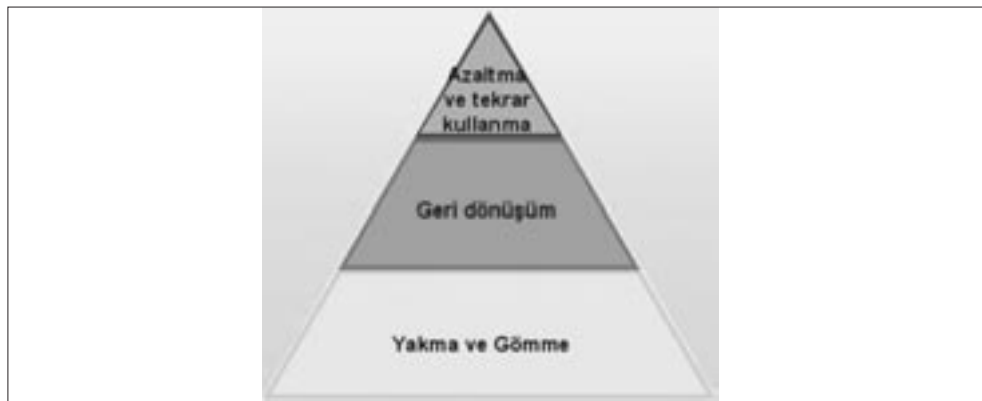 Azaltma
ve tekrar
kullanma
Geri dönüşüm
Yakma ve Gömme